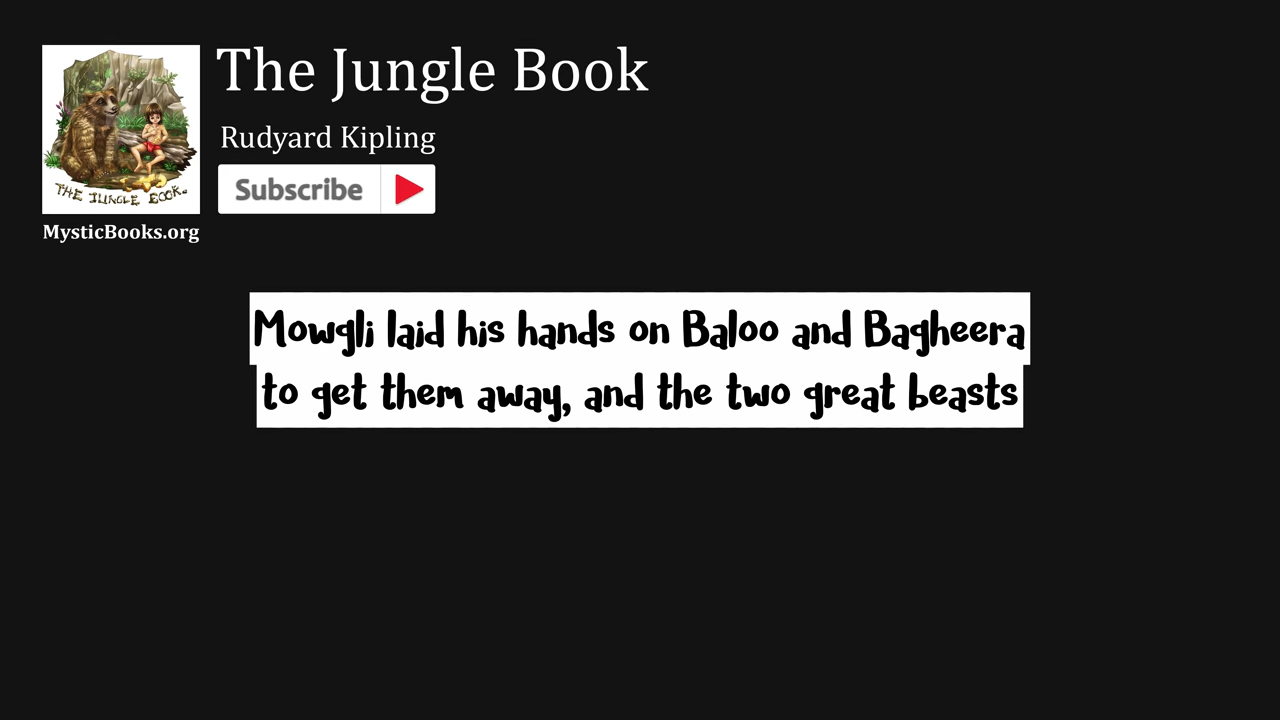 The Jungle Book
Rudyard Kipling
Subscribe
THE JUNGLE BOOK.
MysticBooks.org
Mowgli laid his hands on Baloo and Bagheera
to get them away, and the two great beasts